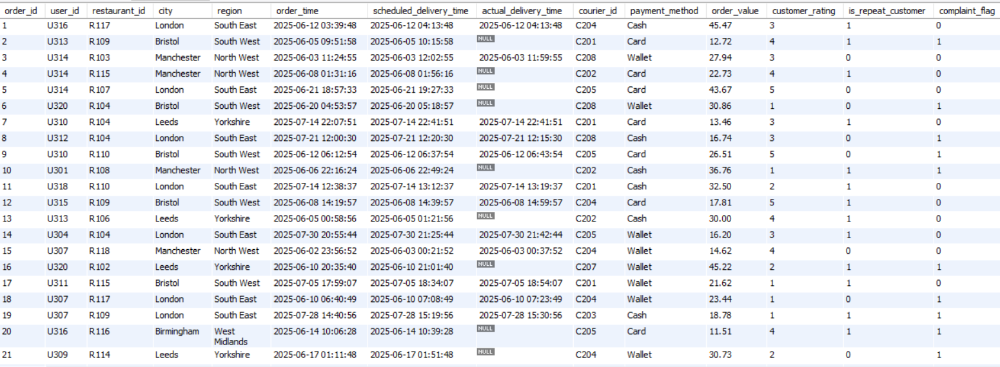 order_id user_id restaurant_id city region order_time scheduled_delivery_time actual_delivery_time courier_id payment_method order_value customer_rating is_repeat_customer complaint_flag
1 U316 R117 London South East 2025-06-12 03:39:48 2025-06-12 04:13:48 2025-06-12 04:13:48 C204 Cash 45.47 3 1 0
2 U313 R109 Bristol South West 2025-06-05 09:51:58 2025-06-05 10:15:58 NULL C201 Card 12.72 4 1 1
3 U314 R103 Manchester North West 2025-06-03 11:24:55 2025-06-03 12:02:55 2025-06-03 11:59:55 C208 Wallet 27.94 3 0 0
4 U314 R115 Manchester North West 2025-06-08 01:31:16 2025-06-08 01:56:16 NULL C202 Card 22.73 4 1 0
5 U314 R107 London South East 2025-06-21 18:57:33 2025-06-21 19:27:33 NULL C205 Card 43.67 5 0 0
6 U320 R104 Bristol South West 2025-06-20 04:53:57 2025-06-20 05:18:57 NULL C208 Wallet 30.86 1 0 1
7 U310 R104 Leeds Yorkshire 2025-07-14 22:07:51 2025-07-14 22:41:51 2025-07-14 22:41:51 C201 Card 13.46 3 1 0
8 U312 R104 London South East 2025-07-21 12:00:30 2025-07-21 12:20:30 2025-07-21 12:15:30 C208 Cash 16.74 3 0 1
9 U310 R110 Bristol South West 2025-06-12 06:12:54 2025-06-12 06:37:54 2025-06-12 06:43:54 C205 Card 26.51 5 0 1
10 U301 R108 Manchester North West 2025-06-06 22:16:24 2025-06-06 22:49:24 NULL C202 Cash 36.76 1 1 1
11 U318 R110 London South East 2025-07-14 12:38:37 2025-07-14 13:12:37 2025-07-14 13:19:37 C201 Cash 32.50 2 1 0
12 U315 R109 Bristol South West 2025-06-08 14:19:57 2025-06-08 14:39:57 2025-06-08 14:59:57 C204 Card 17.81 5 1 0
13 U313 R106 Leeds Yorkshire 2025-06-05 00:58:56 2025-06-05 01:21:56 NULL C202 Cash 30.00 4 1 0
14 U304 R104 London South East 2025-07-30 20:55:44 2025-07-30 21:25:44 2025-07-30 21:42:44 C205 Wallet 16.20 3 1 0
15 U307 R118 Manchester North West 2025-06-02 23:56:52 2025-06-03 00:21:52 2025-06-03 00:37:52 C204 Wallet 14.62 4 0 0
16 U320 R102 Leeds Yorkshire 2025-06-10 20:35:40 2025-06-10 21:01:40 NULL C207 Wallet 45.22 2 1 1
17 U311 R115 Bristol South West 2025-07-05 17:59:07 2025-07-05 18:34:07 2025-07-05 18:54:07 C201 Wallet 21.62 1 1 0
18 U307 R117 London South East 2025-06-10 06:40:49 2025-06-10 07:08:49 2025-06-10 07:23:49 C204 Wallet 23.44 1 0 1
19 U307 R109 London South East 2025-07-28 14:40:56 2025-07-28 15:19:56 2025-07-28 15:30:56 C203 Cash 18.78 1 1 1
20 U316 R116 Birmingham West 2025-06-14 10:06:28 2025-06-14 10:39:28 NULL C205 Card 11.51 4 1 1
Midlands
21 U309 R114 Leeds Yorkshire 2025-06-17 01:11:48 2025-06-17 01:51:48 NULL C204 Wallet 30.73 2 0 1